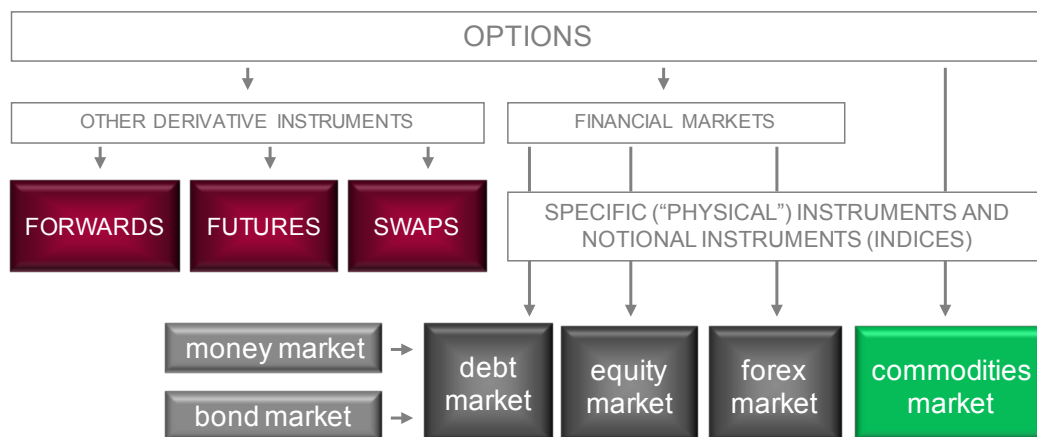 OPTIONS
OTHER DERIVATIVE INSTRUMENTS
FINANCIAL MARKETS
FORWARDS
FUTURES
SWAPS
SPECIFIC (“PHYSICAL”) INSTRUMENTS AND
NOTIONAL INSTRUMENTS (INDICES)
money market
bond market
debt
market
equity
market
forex
market
commodities
market